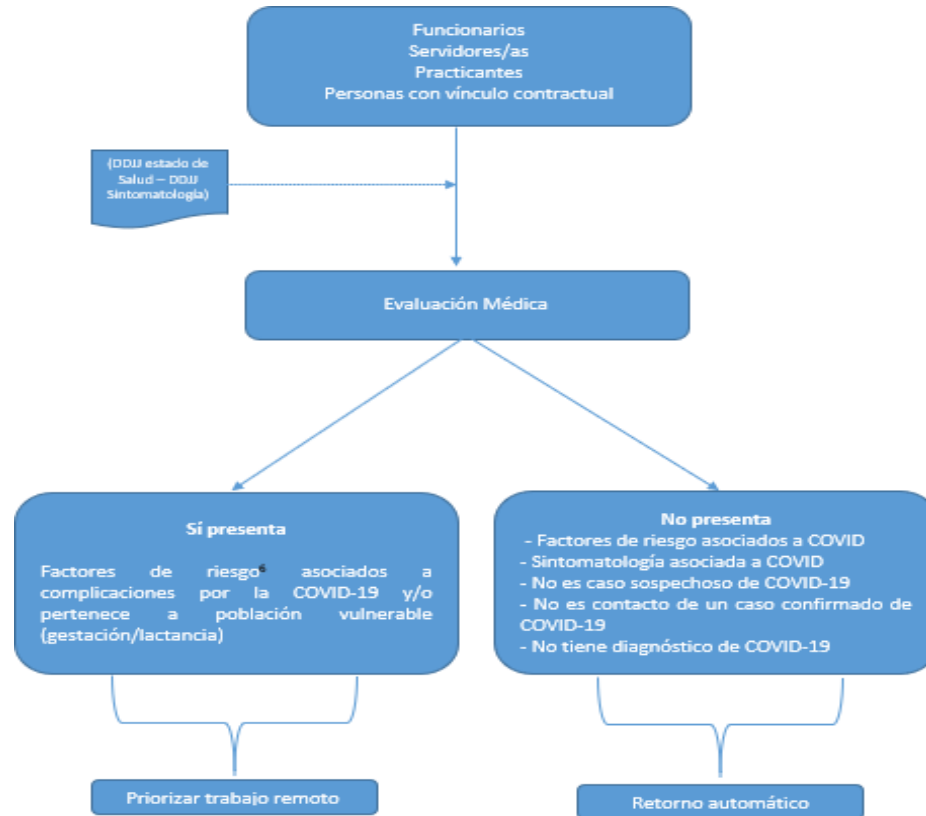 Funcionarios
Servidores/as
Practicantes
Personas con vínculo contractual
(DDJJ estado de
Salud – DDJJ
Sintomatología)
Evaluación Médica
Sí presenta
Factores de riesgo⁶ asociados a
complicaciones por la COVID-19 y/o
pertenece a población vulnerable
(gestación/lactancia)
No presenta
- Factores de riesgo asociados a COVID
- Sintomatología asociada a COVID
- No es caso sospechoso de COVID-19
- No es contacto de un caso confirmado de
COVID-19
- No tiene diagnóstico de COVID-19
Priorizar trabajo remoto
Retorno automático